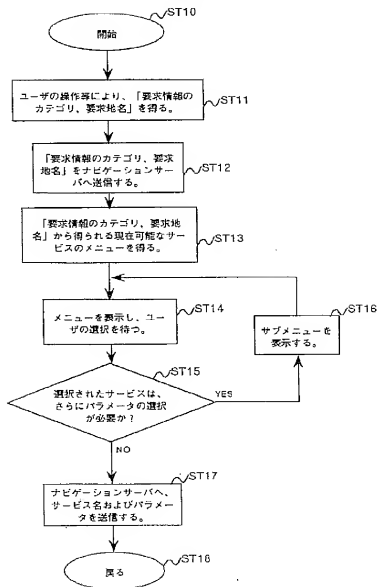 ST10
開始
ユーザの操作等により、「要求情報の
カテゴリ、要求地名」を得る。
ST11
「要求情報のカテゴリ、要求
地名」をナビゲーションサー
バへ送信する。
ST12
「要求情報のカテゴリ、要求地
名」から得られる現在可能なサー
ビスのメニューを得る。
ST13
メニューを表示し、ユー
ザの選択を待つ。
ST14
ST16
サブメニューを
表示する。
ST15
選択されたサービスは、
さらにパラメータの選択
が必要か?
YES
NO
ST17
ナビゲーションサーバへ、
サービス名およびパラメー
タを送信する。
ST18
戻る